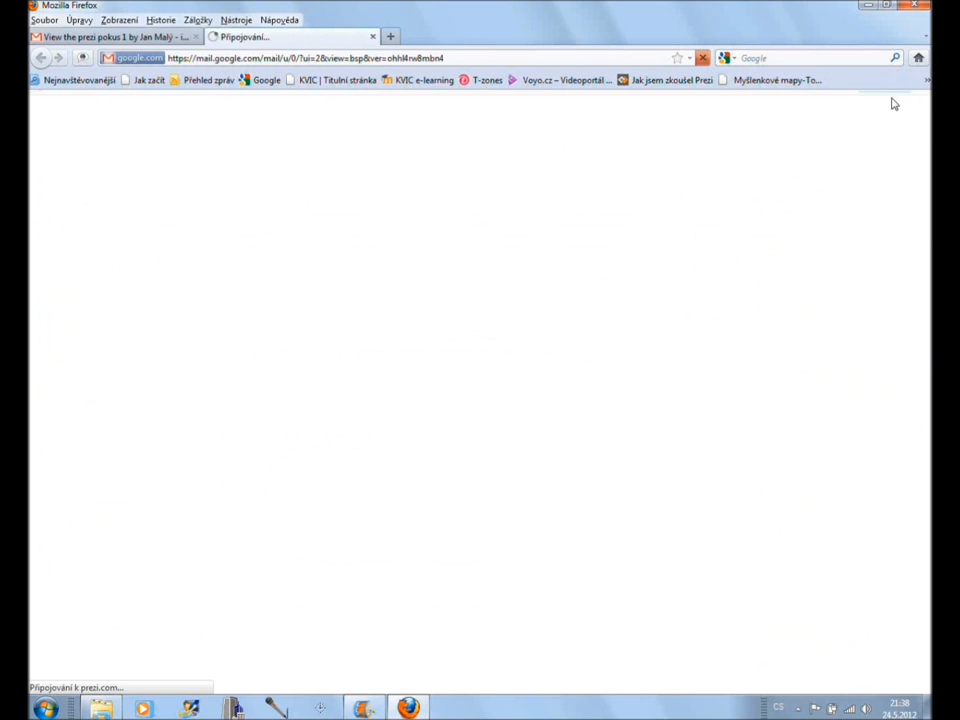 Mozilla Firefox
Soubor Úpravy Zobrazení Historie Záložky Nástroje Nápověda
View the prezi pokus 1 by Jan Malý - i... Připojování...
google.com https://mail.google.com/mail/u/0/?ui=2&view=bsp&ver=ohhl4rw8mbn4 Google
Nejnavštěvovanější Jak začít Přehled zpráv Google KVIC | Titulní stránka KVIC e-learning T-zones Voyo.cz – Videoportál ... Jak jsem zkoušel Prezi Myšlenkové mapy-To...
Připojování k prezi.com...
CS 21:38
24.5.2012